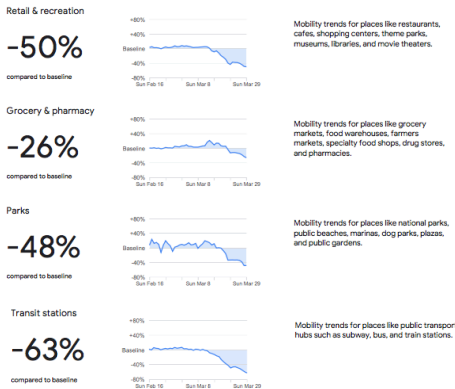 Retail & recreation
-50%
compared to baseline
+80%
+40%
Baseline
-40%
-80%
Sun Feb 16
Sun Mar 8
Sun Mar 29
Mobility trends for places like restaurants,
cafes, shopping centers, theme parks,
museums, libraries, and movie theaters.
Grocery & pharmacy
-26%
compared to baseline
+80%
+40%
Baseline
-40%
-80%
Sun Feb 16
Sun Mar 8
Sun Mar 29
Mobility trends for places like grocery
markets, food warehouses, farmers
markets, specialty food shops, drug stores,
and pharmacies.
Parks
-48%
compared to baseline
+80%
+40%
Baseline
-40%
-80%
Sun Feb 16
Sun Mar 8
Sun Mar 29
Mobility trends for places like national parks,
public beaches, marinas, dog parks, plazas,
and public gardens.
Transit stations
-63%
compared to baseline
+80%
+40%
Baseline
-40%
-80%
Sun Feb 16
Sun Mar 8
Sun Mar 29
Mobility trends for places like public transpor
hubs such as subway, bus, and train stations.